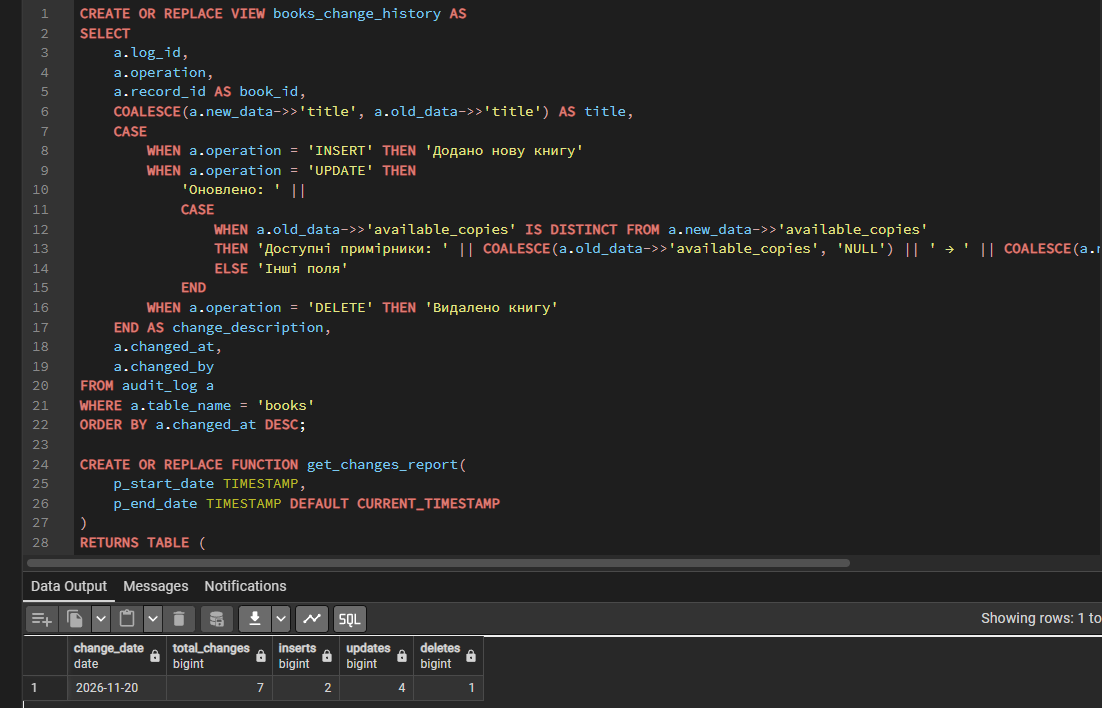 1 CREATE OR REPLACE VIEW books_change_history AS
2 SELECT
3 a.log_id,
4 a.operation,
5 a.record_id AS book_id,
6 COALESCE(a.new_data->>'title', a.old_data->>'title') AS title,
7 CASE
8 WHEN a.operation = 'INSERT' THEN 'Додано нову книгу'
9 WHEN a.operation = 'UPDATE' THEN
10 'Оновлено: ' ||
11 CASE
12 WHEN a.old_data->>'available_copies' IS DISTINCT FROM a.new_data->>'available_copies'
13 THEN 'Доступні примірники: ' || COALESCE(a.old_data->>'available_copies', 'NULL') || ' → ' || COALESCE(a.
14 ELSE 'Інші поля'
15 END
16 WHEN a.operation = 'DELETE' THEN 'Видалено книгу'
17 END AS change_description,
18 a.changed_at,
19 a.changed_by
20 FROM audit_log a
21 WHERE a.table_name = 'books'
22 ORDER BY a.changed_at DESC;
23
24 CREATE OR REPLACE FUNCTION get_changes_report(
25 p_start_date TIMESTAMP,
26 p_end_date TIMESTAMP DEFAULT CURRENT_TIMESTAMP
27 )
28 RETURNS TABLE (
Data Output Messages Notifications
SQL Showing rows: 1 to
change_date total_changes inserts updates deletes
date bigint bigint bigint bigint
1 2026-11-20 7 2 4 1